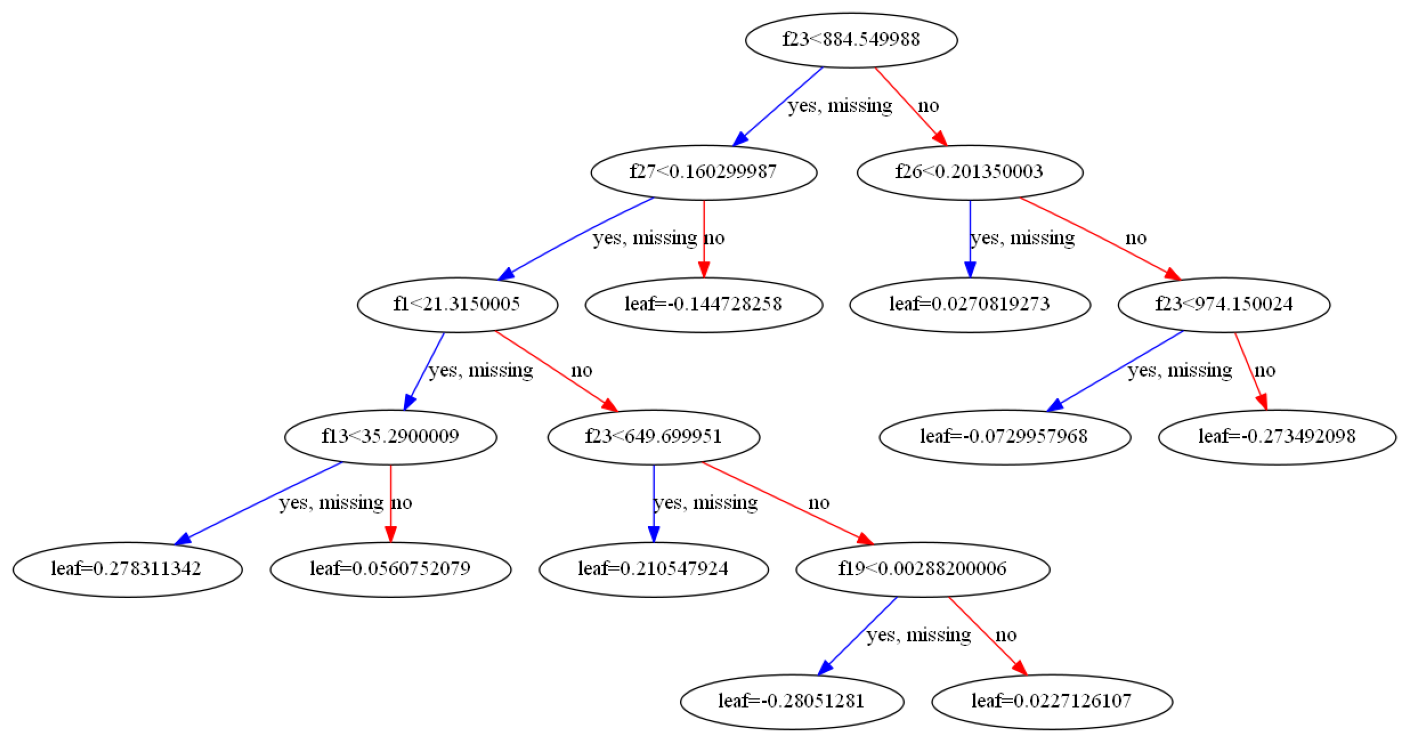 f23<884.549988
yes, missing
no
f27<0.160299987
f26<0.201350003
yes, missing
no
yes, missing
no
f1<21.3150005
leaf=-0.144728258
leaf=0.0270819273
f23<974.150024
yes, missing
no
yes, missing
no
f13<35.2900009
f23<649.699951
leaf=-0.0729957968
leaf=-0.273492098
yes, missing
no
yes, missing
no
leaf=0.278311342
leaf=0.0560752079
leaf=0.210547924
f19<0.00288200006
yes, missing
no
leaf=-0.28051281
leaf=0.0227126107